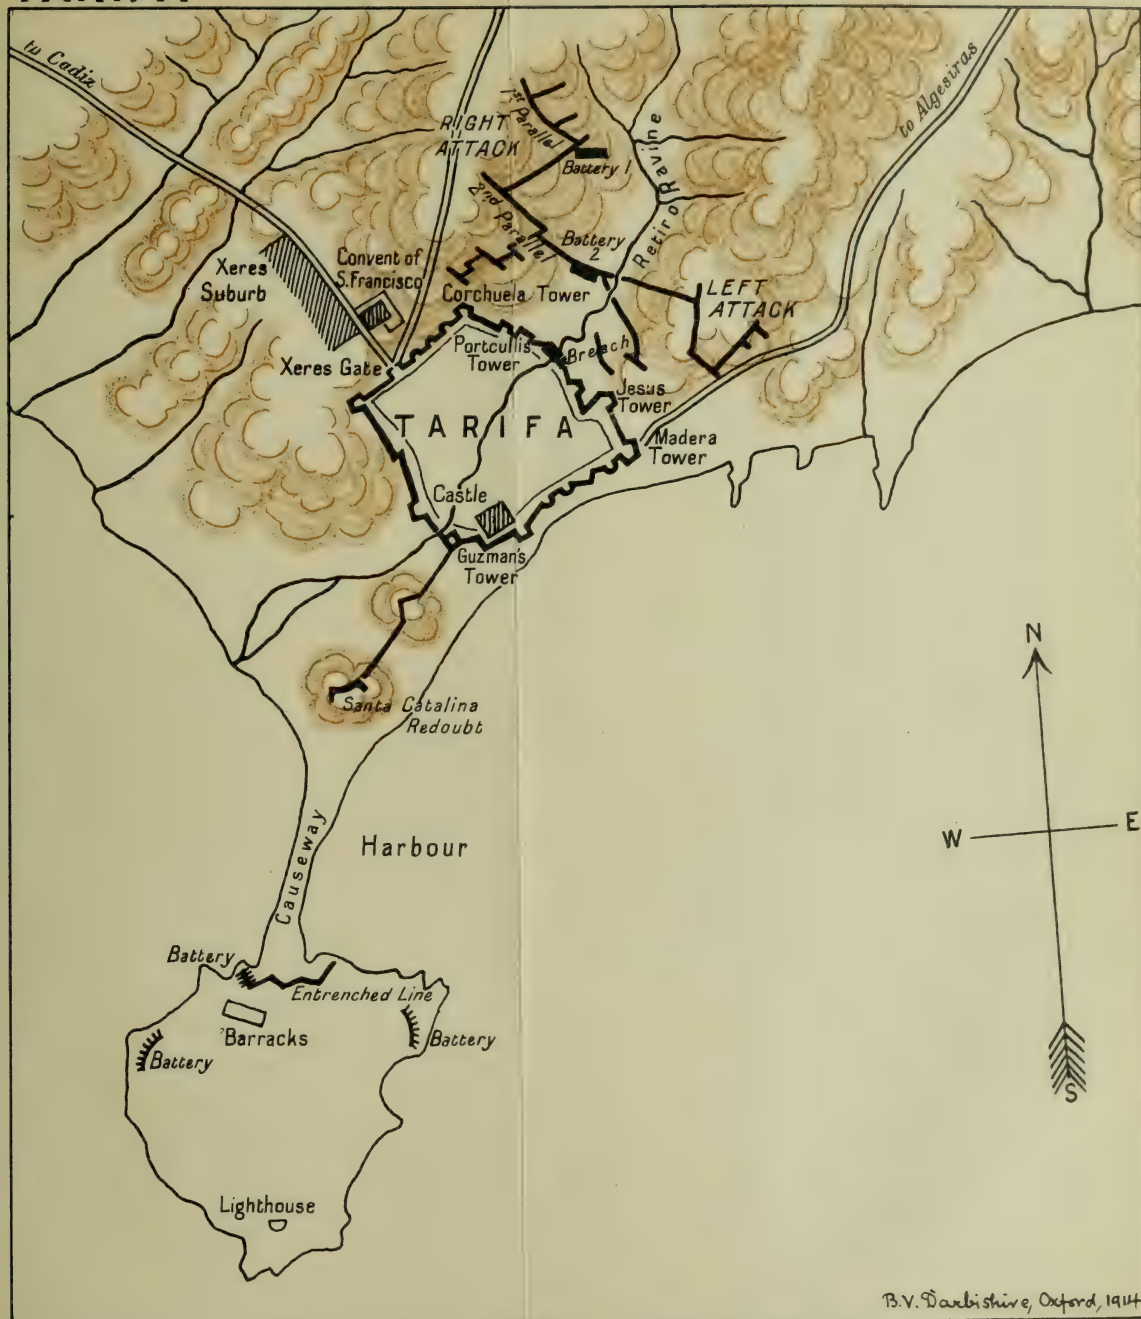 to Cadiz
to Algesiras
RIGHT
ATTACK
1st Parallel
Battery 1
2nd Parallel
Retiro Ravine
Battery
2
Convent of
S. Francisco
Xeres
Suburb
Corchuela Tower
LEFT
ATTACK
Portcullis
Tower
Breach
Xeres Gate
Jesus
Tower
TARIFA
Madera
Tower
Castle
Guzman's
Tower
Santa Catalina
Redoubt
N
W
E
S
Harbour
Causeway
Battery
Entrenched Line
Barracks
Battery
Battery
Lighthouse
B.V. Darbishire, Oxford, 1914